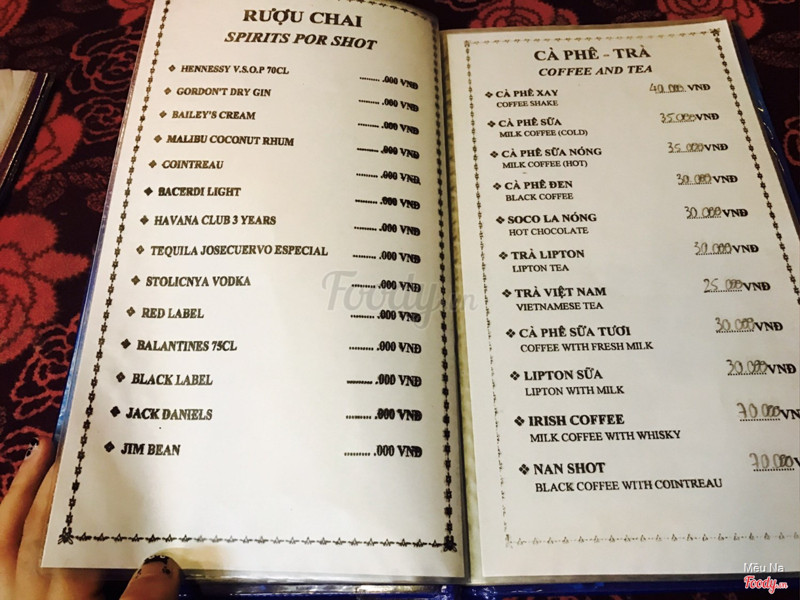 RƯỢU CHAI
SPIRITS POR SHOT
❖ HENNESSY V.S.O.P 70CL ......... .000 VNĐ
❖ GORDON'T DRY GIN ......... .000 VNĐ
❖ BAILEY'S CREAM ......... .000 VNĐ
❖ MALIBU COCONUT RHUM ......... .000 VNĐ
❖ COINTREAU ......... .000 VNĐ
❖ BACERDI LIGHT ......... .000 VNĐ
❖ HAVANA CLUB 3 YEARS ......... .000 VNĐ
❖ TEQUILA JOSECUERVO ESPECIAL ......... .000 VNĐ
❖ STOLICNYA VODKA ......... .000 VNĐ
❖ RED LABEL ......... .000 VNĐ
❖ BALANTINES 75CL ......... .000 VNĐ
❖ BLACK LABEL ......... .000 VNĐ
❖ JACK DANIELS ......... .000 VNĐ
❖ JIM BEAN ......... .000 VNĐ
CÀ PHÊ - TRÀ
COFFEE AND TEA
❖ CÀ PHÊ XAY 40.000 VNĐ
COFFEE SHAKE
❖ CÀ PHÊ SỮA 35.000 VNĐ
MILK COFFEE (COLD)
❖ CÀ PHÊ SỮA NÓNG 35.000 VNĐ
MILK COFFEE (HOT)
❖ CÀ PHÊ ĐEN 30.000 VNĐ
BLACK COFFEE
❖ SOCO LA NÓNG 30.000 VNĐ
HOT CHOCOLATE
❖ TRÀ LIPTON 30.000 VNĐ
LIPTON TEA
❖ TRÀ VIỆT NAM 25.000 VNĐ
VIETNAMESE TEA
❖ CÀ PHÊ SỮA TƯƠI 30.000 VNĐ
COFFEE WITH FRESH MILK
❖ LIPTON SỮA 30.000 VNĐ
LIPTON WITH MILK
❖ IRISH COFFEE 70.000 VNĐ
MILK COFFEE WITH WHISKY
❖ NAN SHOT 70.000 V
BLACK COFFEE WITH COINTREAU
Foody.vn
Mều Na
Foody.vn